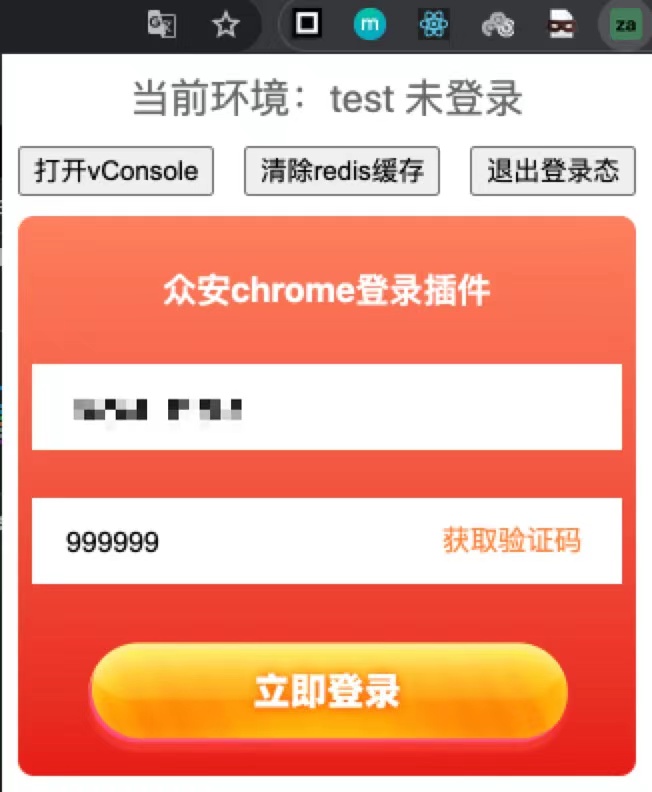 m
za
当前环境：test 未登录
打开vConsole 清除redis缓存 退出登录态
众安chrome登录插件
999999 获取验证码
立即登录